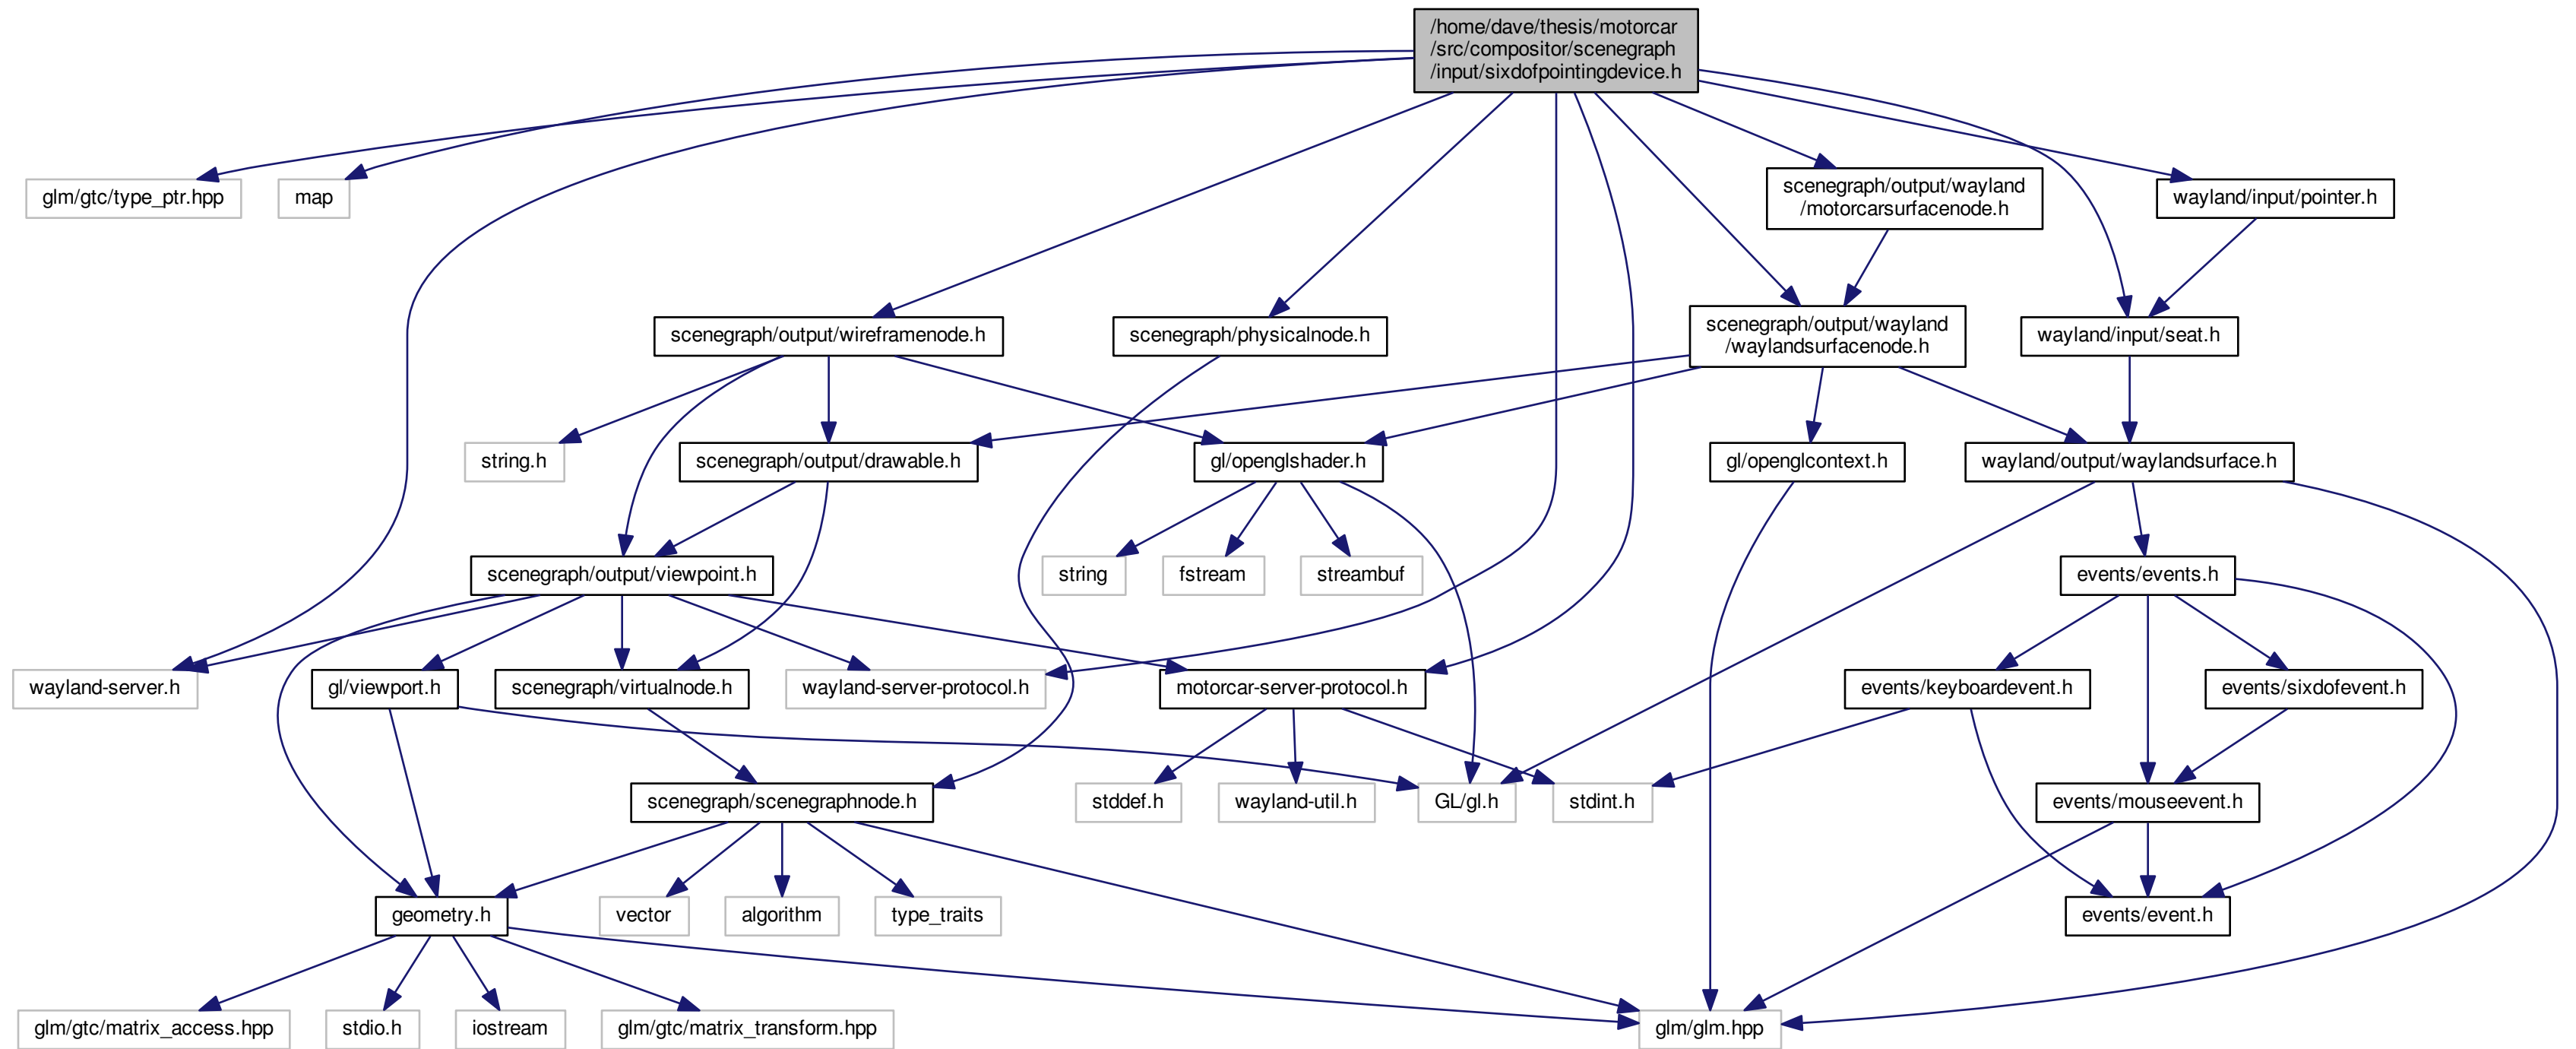 /home/dave/thesis/motorcar
/src/compositor/scenegraph
/input/sixdofpointingdevice.h
glm/gtc/type_ptr.hpp
map
scenegraph/output/wayland
/motorcarsurfacenode.h
wayland/input/pointer.h
scenegraph/output/wireframenode.h
scenegraph/physicalnode.h
scenegraph/output/wayland
/waylandsurfacenode.h
wayland/input/seat.h
string.h
scenegraph/output/drawable.h
gl/openglshader.h
gl/openglcontext.h
wayland/output/waylandsurface.h
scenegraph/output/viewpoint.h
string
fstream
streambuf
events/events.h
wayland-server.h
gl/viewport.h
scenegraph/virtualnode.h
wayland-server-protocol.h
motorcar-server-protocol.h
events/keyboardevent.h
events/sixdofevent.h
scenegraph/scenegraphnode.h
stddef.h
wayland-util.h
GL/gl.h
stdint.h
events/mouseevent.h
geometry.h
vector
algorithm
type_traits
events/event.h
glm/gtc/matrix_access.hpp
stdio.h
iostream
glm/gtc/matrix_transform.hpp
glm/glm.hpp